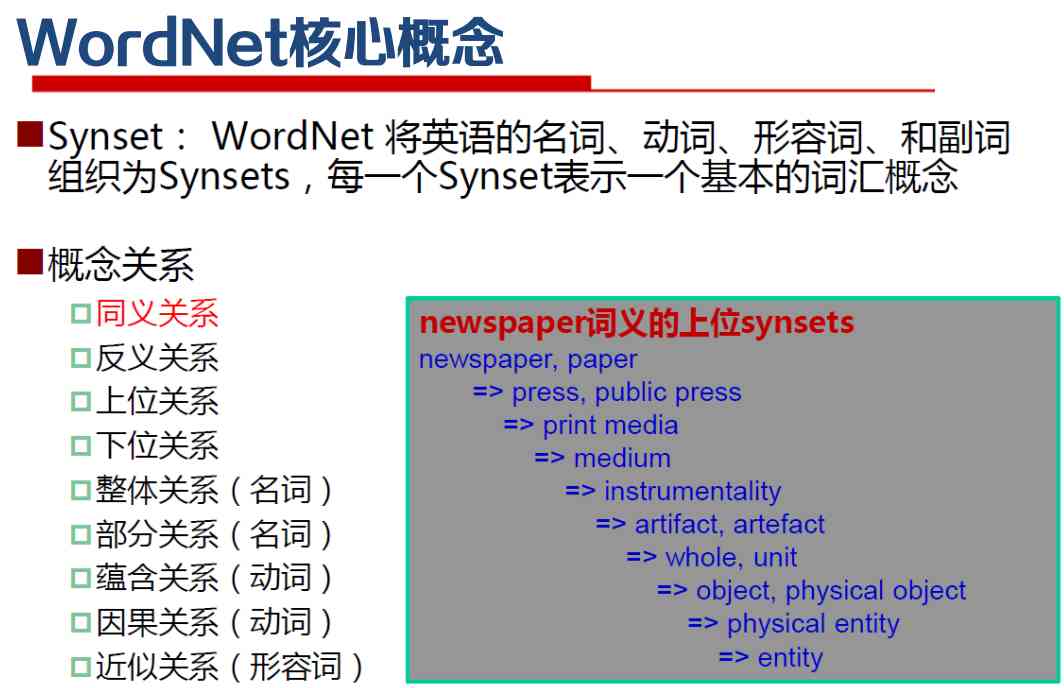 WordNet核心概念
Synset： WordNet 将英语的名词、动词、形容词、和副词
组织为Synsets，每一个Synset表示一个基本的词汇概念
概念关系
同义关系
反义关系
上位关系
下位关系
整体关系（名词）
部分关系（名词）
蕴含关系（动词）
因果关系（动词）
近似关系（形容词）
newspaper词义的上位synsets
newspaper, paper
=> press, public press
=> print media
=> medium
=> instrumentality
=> artifact, artefact
=> whole, unit
=> object, physical object
=> physical entity
=> entity